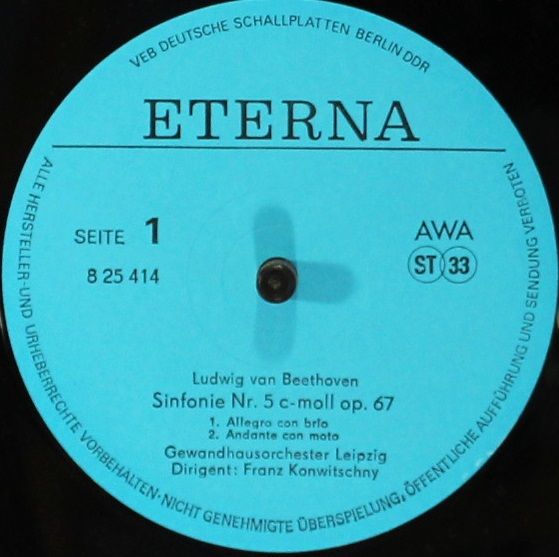 VEB DEUTSCHE SCHALLPLATTEN BERLIN DDR
ETERNA
SEITE 1
8 25 414
AWA
ST 33
Ludwig van Beethoven
Sinfonie Nr. 5 c-moll op. 67
1. Allegro con brio
2. Andante con moto
Gewandhausorchester Leipzig
Dirigent: Franz Konwitschny
ALLE HERSTELLER- UND URHEBERRECHTE VORBEHALTEN · NICHT GENEHMIGTE ÜBERSPIELUNG, ÖFFENTLICHE AUFFÜHRUNG UND SENDUNG VERBOTEN